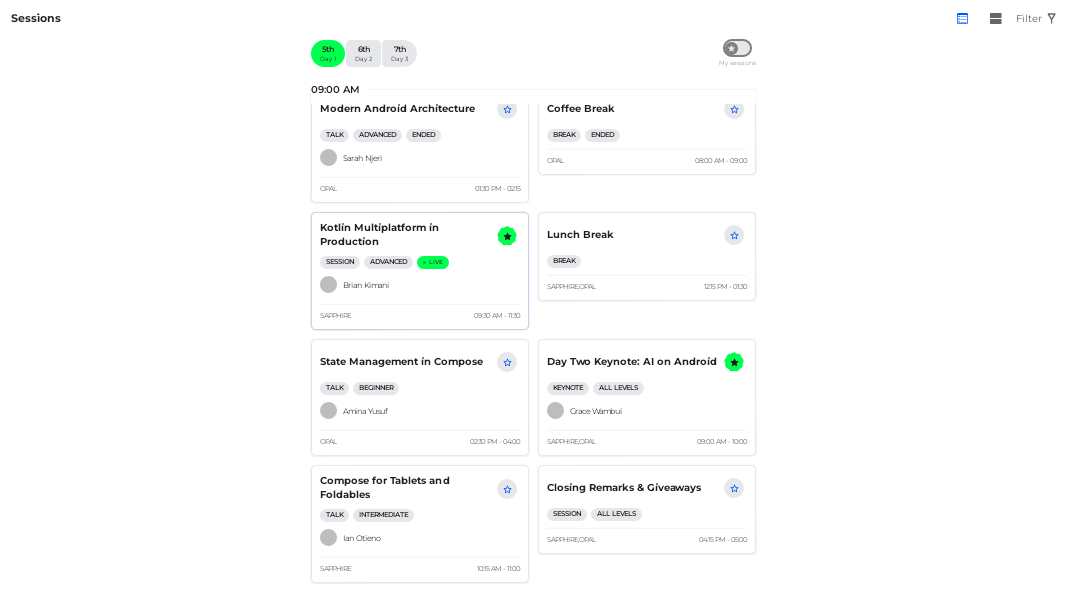 Sessions
Filter
5th
Day 1
6th
Day 2
7th
Day 3
My sessions
09:00 AM
Modern Android Architecture
TALK
ADVANCED
ENDED
Sarah Njeri
OPAL
01:30 PM - 02:15
Coffee Break
BREAK
ENDED
OPAL
08:00 AM - 09:00
Kotlin Multiplatform in
Production
SESSION
ADVANCED
• LIVE
Brian Kimani
SAPPHIRE
09:30 AM - 11:30
Lunch Break
BREAK
SAPPHIRE,OPAL
12:15 PM - 01:30
State Management in Compose
TALK
BEGINNER
Amina Yusuf
OPAL
02:30 PM - 04:00
Day Two Keynote: AI on Android
KEYNOTE
ALL LEVELS
Grace Wambui
SAPPHIRE,OPAL
09:00 AM - 10:00
Compose for Tablets and
Foldables
TALK
INTERMEDIATE
Ian Otieno
SAPPHIRE
10:15 AM - 11:00
Closing Remarks & Giveaways
SESSION
ALL LEVELS
SAPPHIRE,OPAL
04:15 PM - 05:00